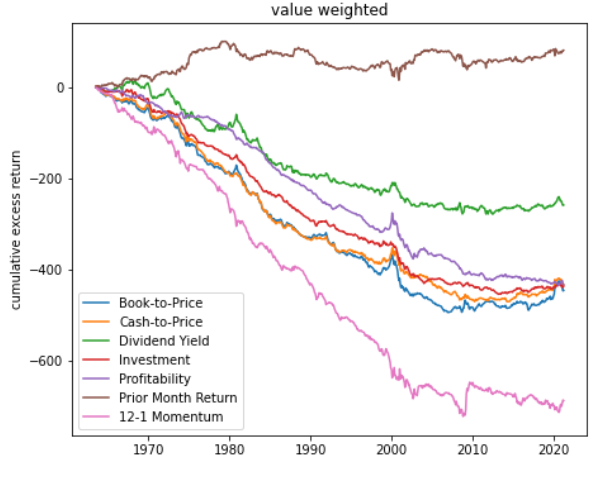 value weighted
cumulative excess return
0
−200
−400
−600
Book-to-Price
Cash-to-Price
Dividend Yield
Investment
Profitability
Prior Month Return
12-1 Momentum
1970 1980 1990 2000 2010 2020